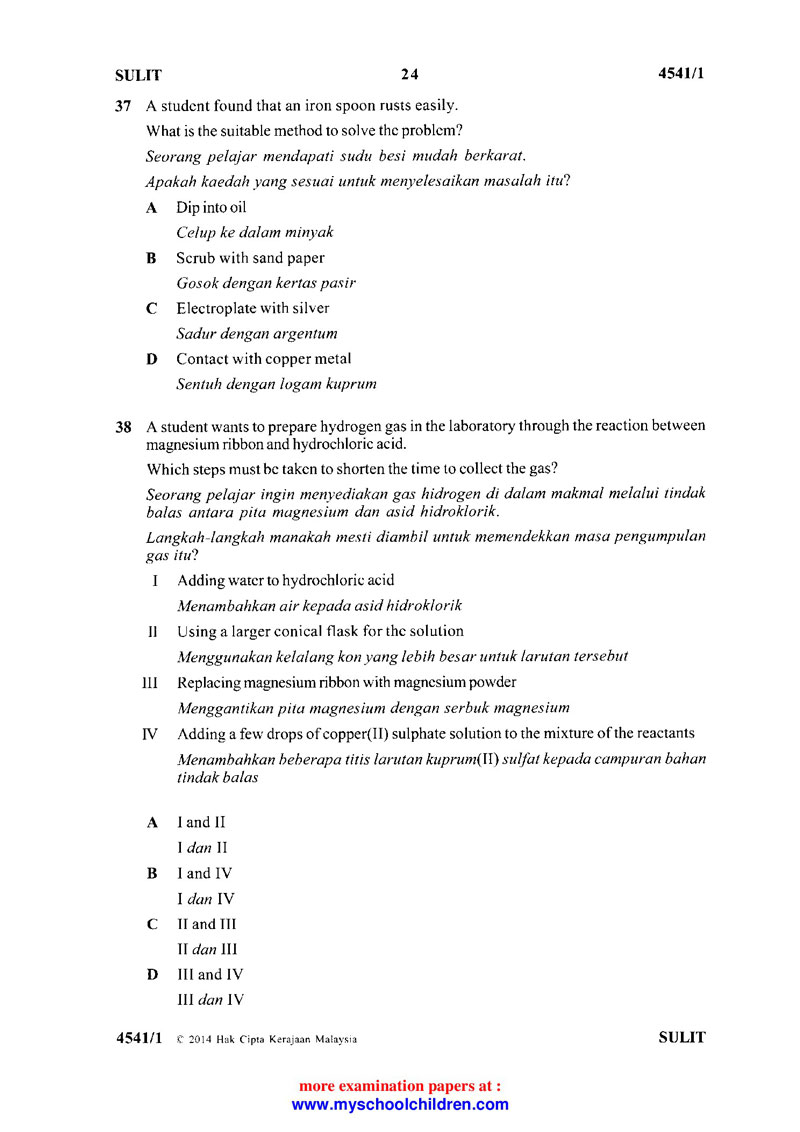 SULIT 24 4541/1
37 A student found that an iron spoon rusts easily.
What is the suitable method to solve the problem?
Seorang pelajar mendapati sudu besi mudah berkarat.
Apakah kaedah yang sesuai untuk menyelesaikan masalah itu?
A Dip into oil
Celup ke dalam minyak
B Scrub with sand paper
Gosok dengan kertas pasir
C Electroplate with silver
Sadur dengan argentum
D Contact with copper metal
Sentuh dengan logam kuprum
38 A student wants to prepare hydrogen gas in the laboratory through the reaction between
magnesium ribbon and hydrochloric acid.
Which steps must be taken to shorten the time to collect the gas?
Seorang pelajar ingin menyediakan gas hidrogen di dalam makmal melalui tindak
balas antara pita magnesium dan asid hidroklorik.
Langkah-langkah manakah mesti diambil untuk memendekkan masa pengumpulan
gas itu?
I Adding water to hydrochloric acid
Menambahkan air kepada asid hidroklorik
II Using a larger conical flask for the solution
Menggunakan kelalang kon yang lebih besar untuk larutan tersebut
III Replacing magnesium ribbon with magnesium powder
Menggantikan pita magnesium dengan serbuk magnesium
IV Adding a few drops of copper(II) sulphate solution to the mixture of the reactants
Menambahkan beberapa titis larutan kuprum(II) sulfat kepada campuran bahan
tindak balas
A I and II
I dan II
B I and IV
I dan IV
C II and III
II dan III
D III and IV
III dan IV
4541/1 © 2014 Hak Cipta Kerajaan Malaysia SULIT
more examination papers at :
www.myschoolchildren.com